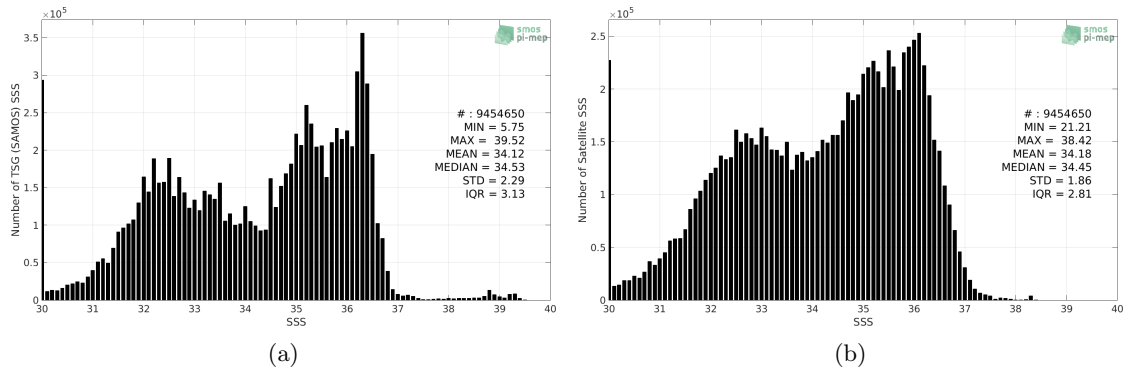 ×10⁵
3.5
3
2.5
2
1.5
1
0.5
0
30
31
32
33
34
35
36
37
38
39
40
SSS
Number of TSG (SAMOS) SSS
smos
pi-mep
# : 9454650
MIN = 5.75
MAX = 39.52
MEAN = 34.12
MEDIAN = 34.53
STD = 2.29
IQR = 3.13
(a)
×10⁵
2.5
2
1.5
1
0.5
0
30
31
32
33
34
35
36
37
38
39
40
SSS
Number of Satellite SSS
smos
pi-mep
# : 9454650
MIN = 21.21
MAX = 38.42
MEAN = 34.18
MEDIAN = 34.45
STD = 1.86
IQR = 2.81
(b)